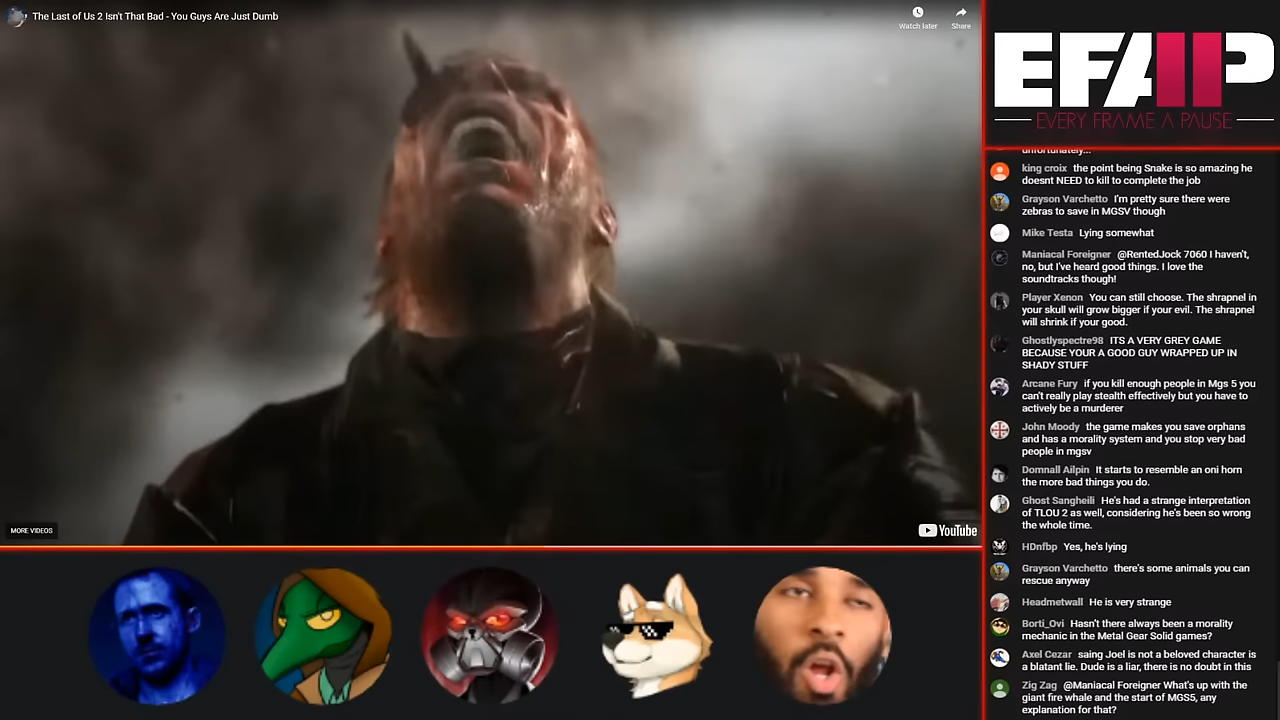 The Last of Us 2 Isn't That Bad - You Guys Are Just Dumb
Watch later
Share
MORE VIDEOS
YouTube
EFAP
EVERY FRAME A PAUSE
unfortunately...
king croix the point being Snake is so amazing he
doesnt NEED to kill to complete the job
Grayson Varchetto I'm pretty sure there were
zebras to save in MGSV though
Mike Testa Lying somewhat
Maniacal Foreigner @RentedJock 7060 I haven't,
no, but I've heard good things. I love the
soundtracks though!
Player Xenon You can still choose. The shrapnel in
your skull will grow bigger if your evil. The shrapnel
will shrink if your good.
Ghostlyspectre98 ITS A VERY GREY GAME
BECAUSE YOUR A GOOD GUY WRAPPED UP IN
SHADY STUFF
Arcane Fury if you kill enough people in Mgs 5 you
can't really play stealth effectively but you have to
actively be a murderer
John Moody the game makes you save orphans
and has a morality system and you stop very bad
people in mgsv
Domnall Ailpin It starts to resemble an oni horn
the more bad things you do.
Ghost Sangheili He's had a strange interpretation
of TLOU 2 as well, considering he's been so wrong
the whole time.
HDnfbp Yes, he's lying
Grayson Varchetto there's some animals you can
rescue anyway
Headmetwall He is very strange
Borti_Ovi Hasn't there always been a morality
mechanic in the Metal Gear Solid games?
Axel Cezar saing Joel is not a beloved character is
a blatant lie. Dude is a liar, there is no doubt in this
Zig Zag @Maniacal Foreigner What's up with the
giant fire whale and the start of MGS5, any
explanation for that?